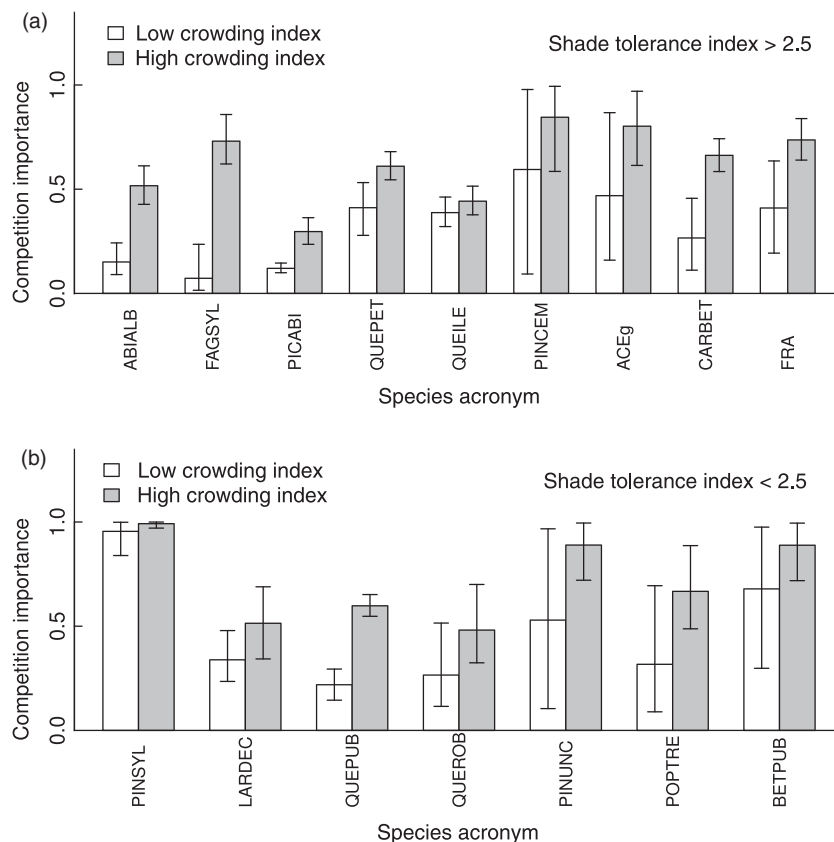 (a)
Low crowding index
High crowding index
Shade tolerance index > 2.5
Competition importance
1.0
0.5
0.0
ABIALB
FAGSYL
PICABI
QUEPET
QUEILE
PINCEM
ACEg
CARBET
FRA
Species acronym
(b)
Low crowding index
High crowding index
Shade tolerance index < 2.5
Competition importance
1.0
0.5
0.0
PINSYL
LARDEC
QUEPUB
QUEROB
PINUNC
POPTRE
BETPUB
Species acronym